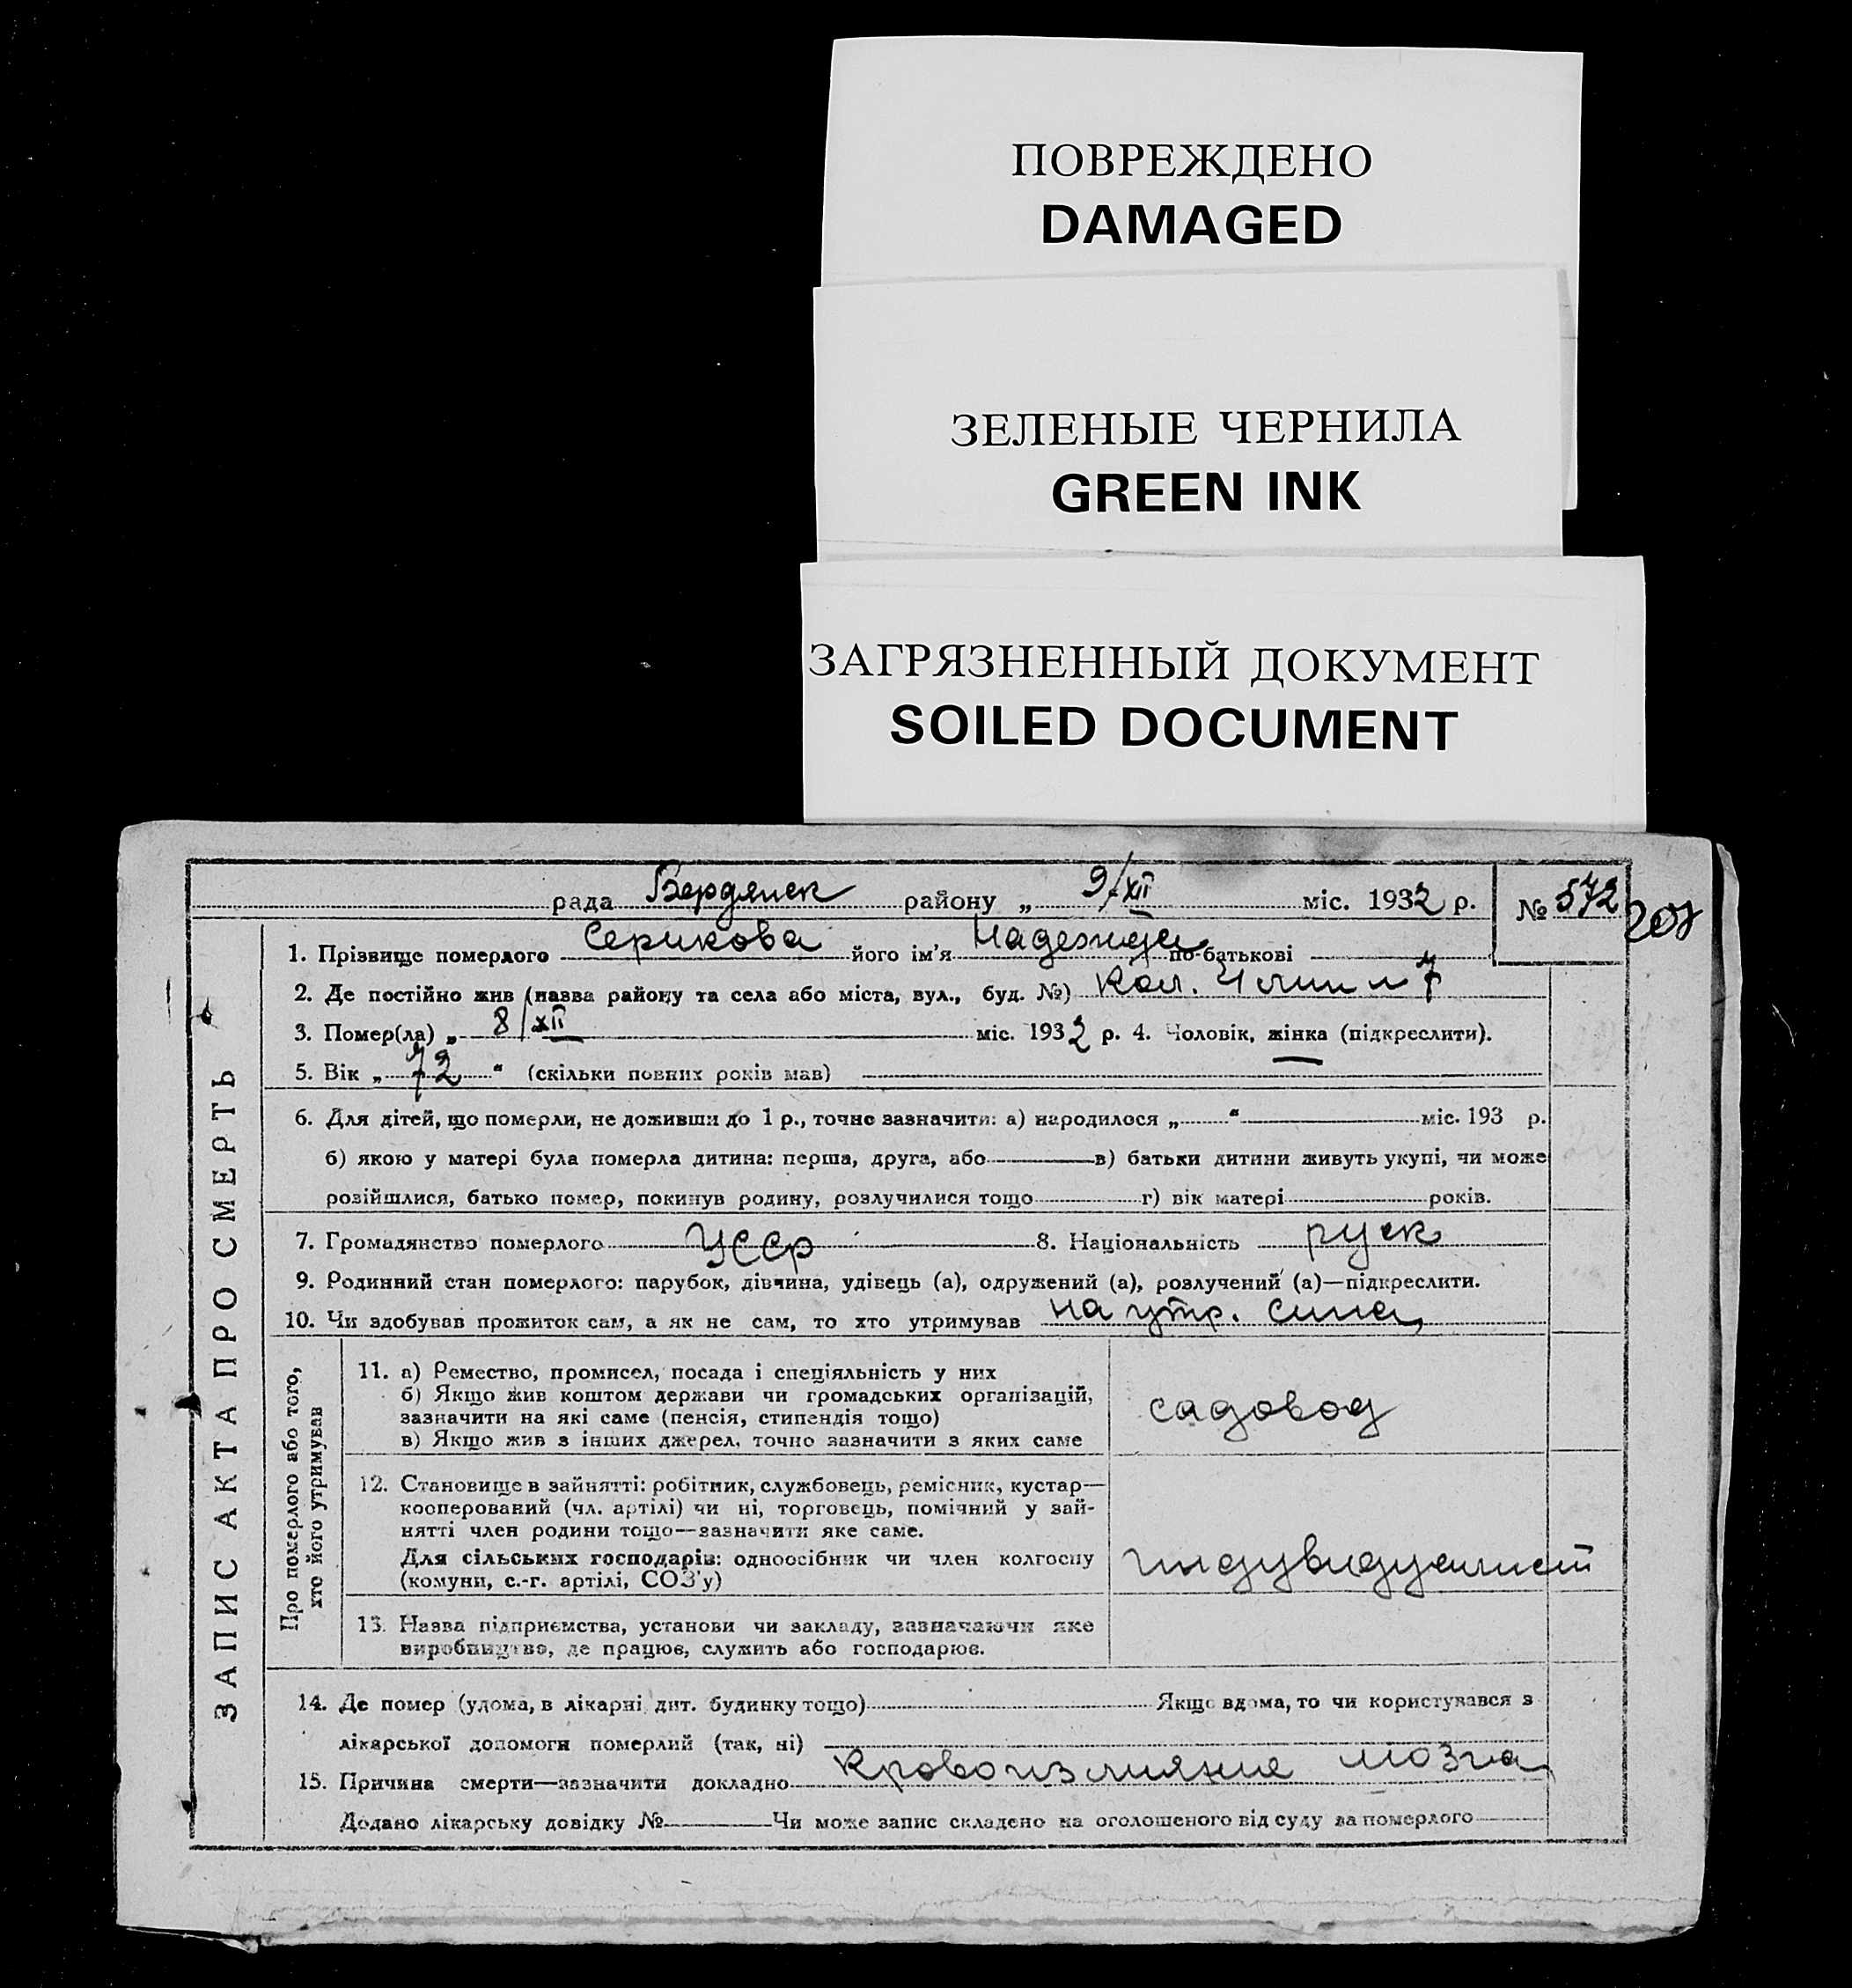 ПОВРЕЖДЕНО
DAMAGED
ЗЕЛЕНЫЕ ЧЕРНИЛА
GREEN INK
ЗАГРЯЗНЕННЫЙ ДОКУМЕНТ
SOILED DOCUMENT
рада Бердянск району „ 9/XII міс. 1932 р. № 572
ЗАПИС АКТА ПРО СМЕРТЬ
1. Прізвище померлого Серикова його ім'я Надежда по-батькові
2. Де постійно жив (назва району та села або міста, вул., буд. №) Кол. 4 7
3. Помер(ла) „ 8/XII міс. 1932 р. 4. Чоловік, жінка (підкреслити).
5. Вік „ 72 “ (скільки повних років мав)
6. Для дітей, що померли, не доживши до 1 р., точно зазначити: а) народилося „ “ міс. 193 р.
б) якою у матері була померла дитина: перша, друга, або в) батьки дитини живуть укупі, чи може
розійшлися, батько помер, покинув родину, розлучилися тощо г) вік матері років.
7. Громадянство померлого УССр 8. Національність руск
9. Родинний стан померлого: парубок, дівчина, удівець (а), одружений (а), розлучений (а)—підкреслити.
10. Чи здобував прожиток сам, а як не сам, то хто утримував на утр. сина
Про померлого або того, хто його утримував
11. а) Ремество, промисел, посада і спеціяльність у них
б) Якщо жив коштом держави чи громадських організацій,
зазначити на які саме (пенсія, стипендія тощо)
в) Якщо жив з інших джерел, точно зазначити з яких саме
садовод
12. Становище в зайнятті: робітник, службовець, ремісник, кустар—
кооперований (чл. артілі) чи ні, торговець, помічний у зай-
нятті член родини тощо—зазначити яке саме.
Для сільських господарів: одноосібник чи член колгоспу
(комуни, с.-г. артілі, СОЗ'у)
индувидуалист
13. Назва підприємства, установи чи закладу, зазначаючи яке
виробництво, де працює, служить або господарює.
14. Де помер (удома, в лікарні, дит. будинку тощо) Якщо вдома, то чи користувався з
лікарської допомоги померлий (так, ні)
15. Причина смерти—зазначити докладно Кровоизлияние мозга
Додано лікарську довідку № Чи може запис складено на оголошеного від суду за померлого